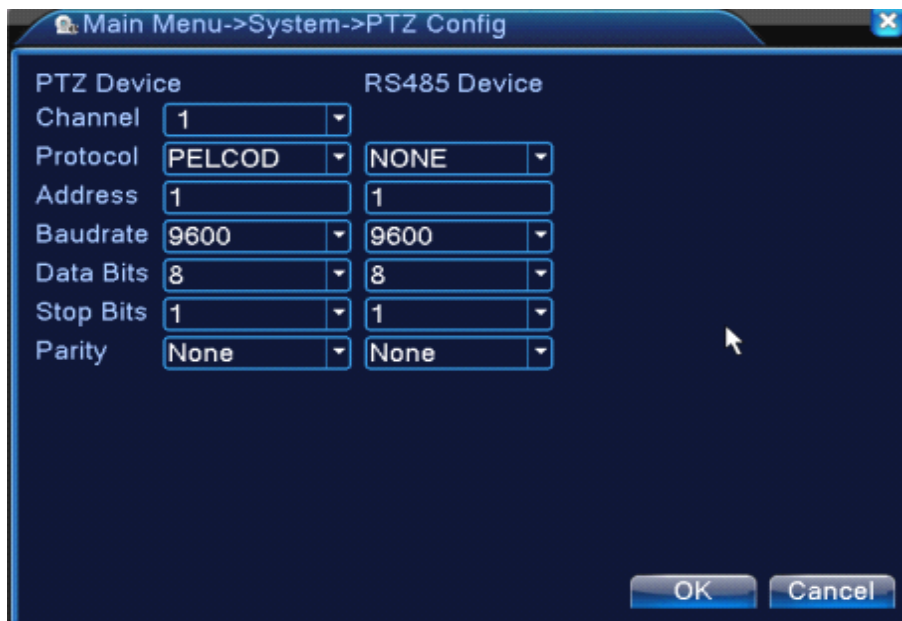 Main Menu->System->PTZ Config
PTZ Device RS485 Device
Channel 1
Protocol PELCOD NONE
Address 1 1
Baudrate 9600 9600
Data Bits 8 8
Stop Bits 1 1
Parity None None
OK Cancel